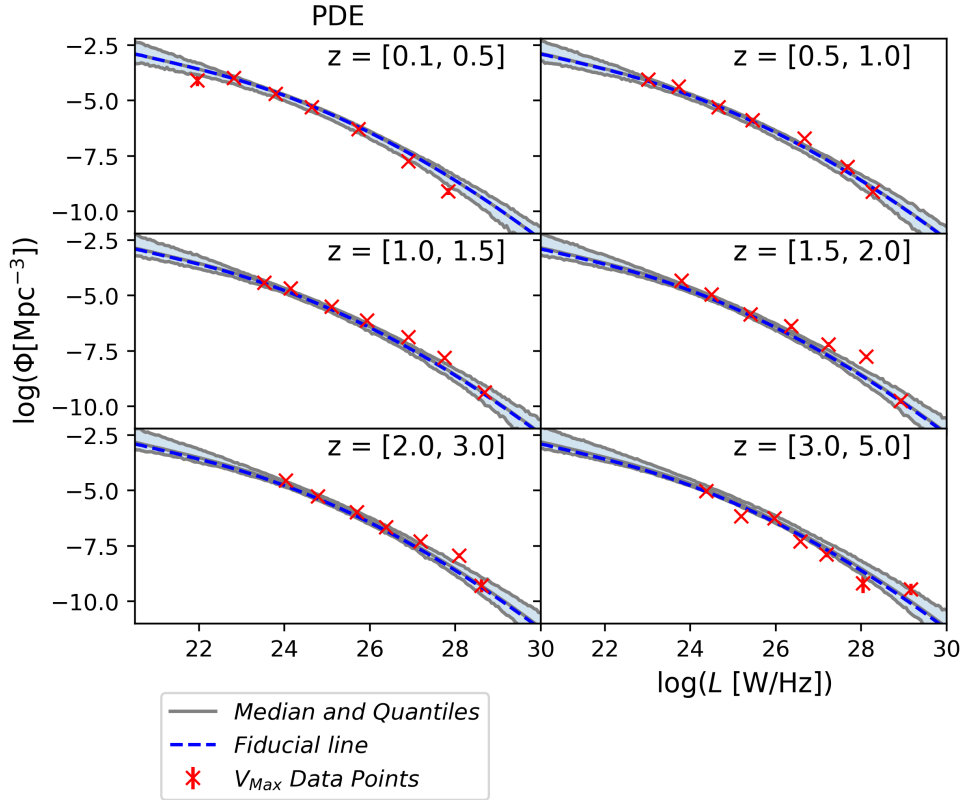 PDE
z = [0.1, 0.5]
z = [0.5, 1.0]
−2.5
−5.0
−7.5
−10.0
z = [1.0, 1.5]
z = [1.5, 2.0]
−2.5
−5.0
−7.5
−10.0
log(Φ[Mpc⁻³])
z = [2.0, 3.0]
z = [3.0, 5.0]
−2.5
−5.0
−7.5
−10.0
22 24 26 28 30 22 24 26 28 30
log(L [W/Hz])
Median and Quantiles
Fiducial line
V_Max Data Points